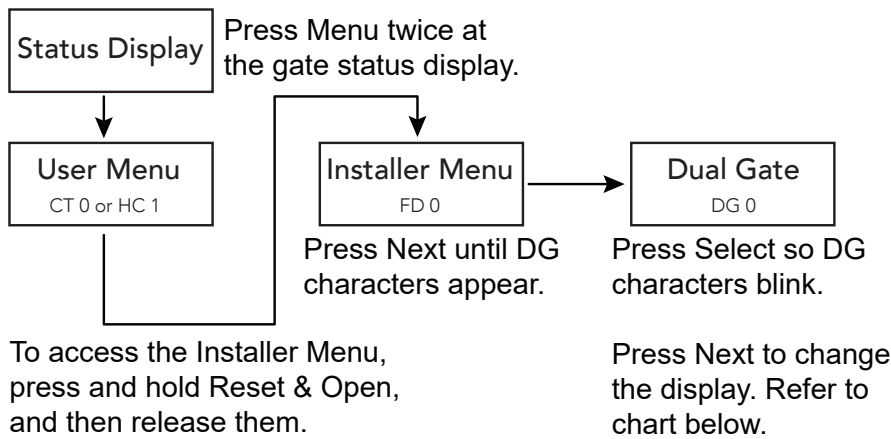 Status Display
Press Menu twice at
the gate status display.
User Menu
CT 0 or HC 1
Installer Menu
FD 0
Dual Gate
DG 0
Press Next until DG
characters appear.
Press Select so DG
characters blink.
To access the Installer Menu,
press and hold Reset & Open,
and then release them.
Press Next to change
the display. Refer to
chart below.